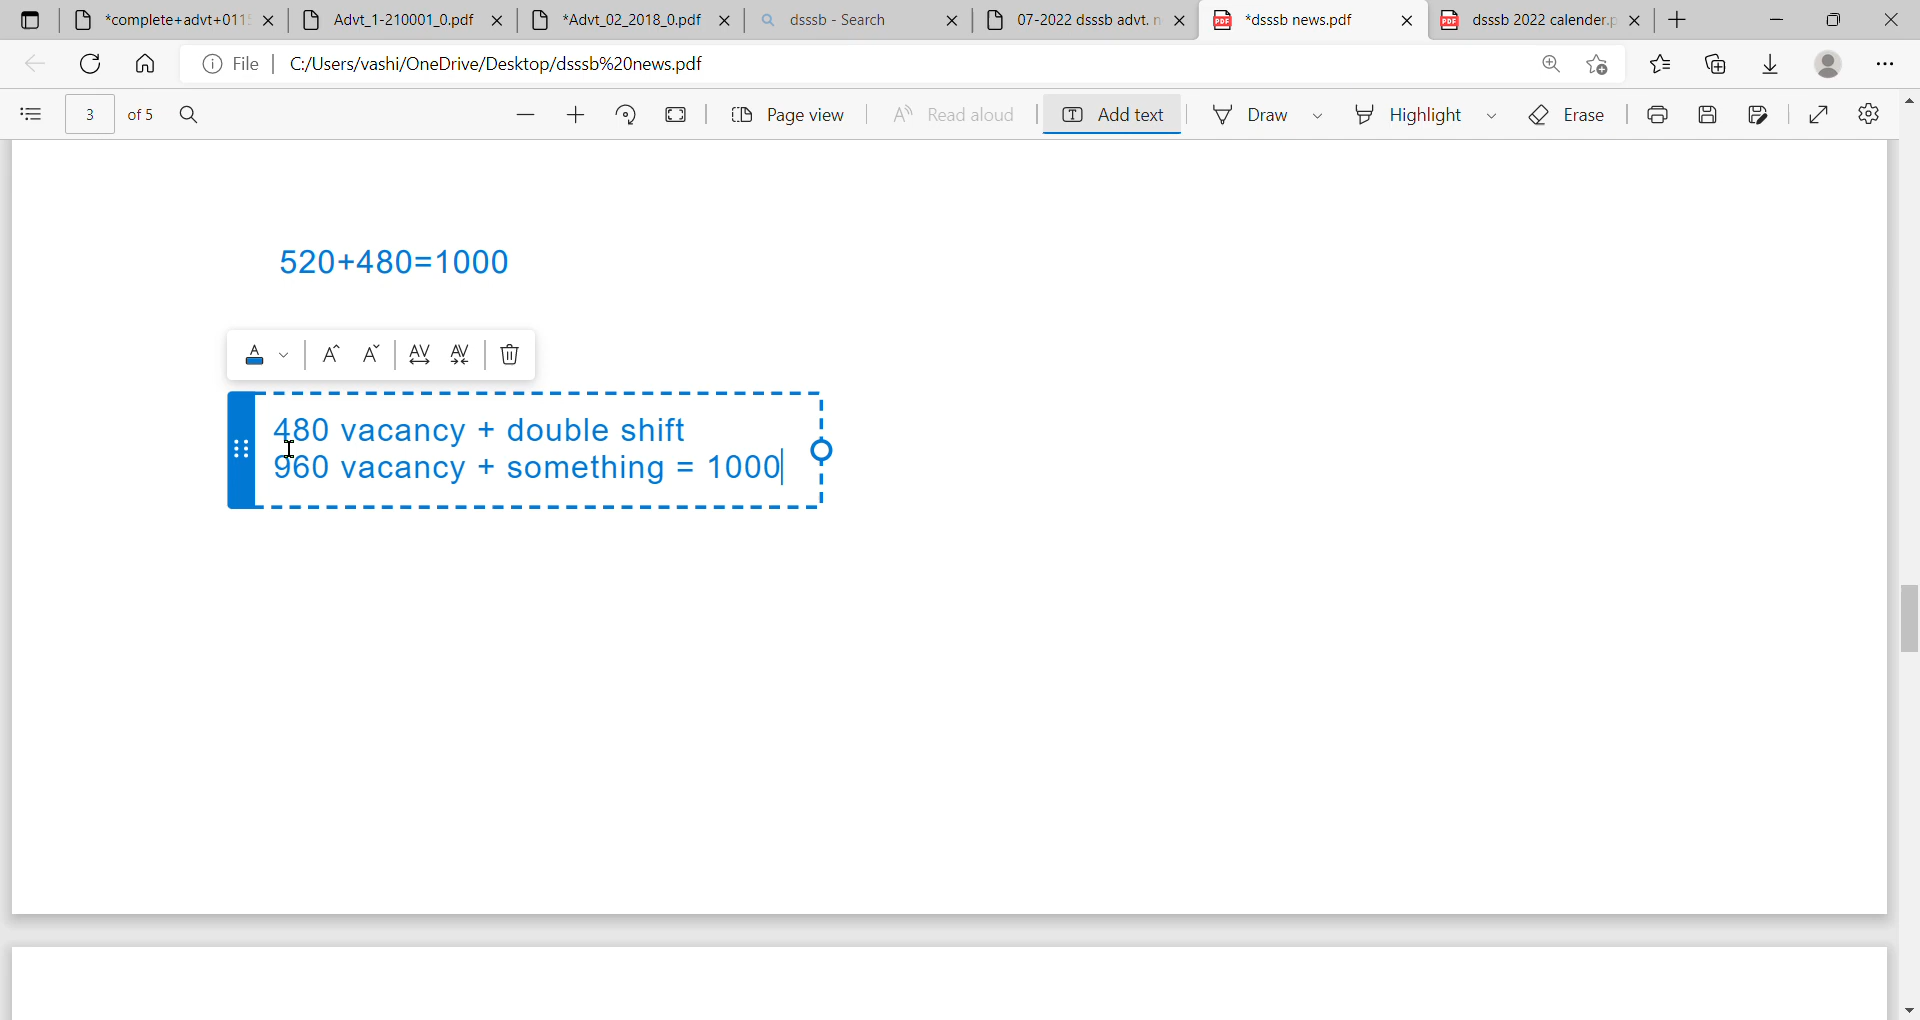 *complete+advt+011
Advt_1-210001_0.pdf
*Advt_02_2018_0.pdf
dsssb - Search
07-2022 dsssb advt. n
*dsssb news.pdf
dsssb 2022 calender.p
File
C:/Users/vashi/OneDrive/Desktop/dsssb%20news.pdf
3 of 5
Page view
Read aloud
Add text
Draw
Highlight
Erase
520+480=1000
480 vacancy + double shift
960 vacancy + something = 1000